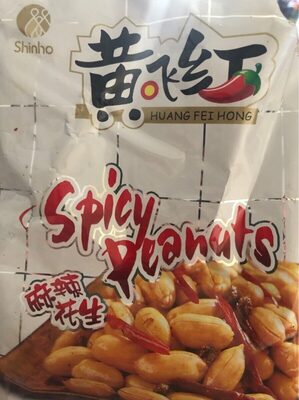 Shinho
黄飞红
HUANG FEI HONG
Spicy
Peanuts
麻辣
花生